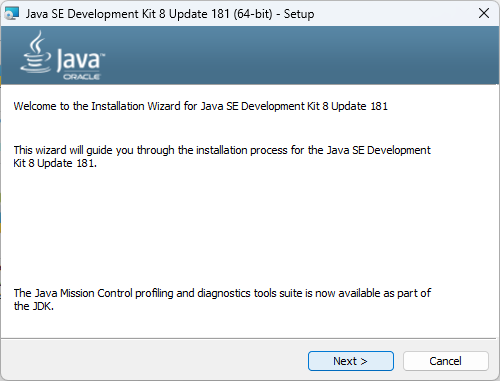 Java SE Development Kit 8 Update 181 (64-bit) - Setup
Java™
ORACLE
Welcome to the Installation Wizard for Java SE Development Kit 8 Update 181
This wizard will guide you through the installation process for the Java SE Development
Kit 8 Update 181.
The Java Mission Control profiling and diagnostics tools suite is now available as part of
the JDK.
Next >
Cancel